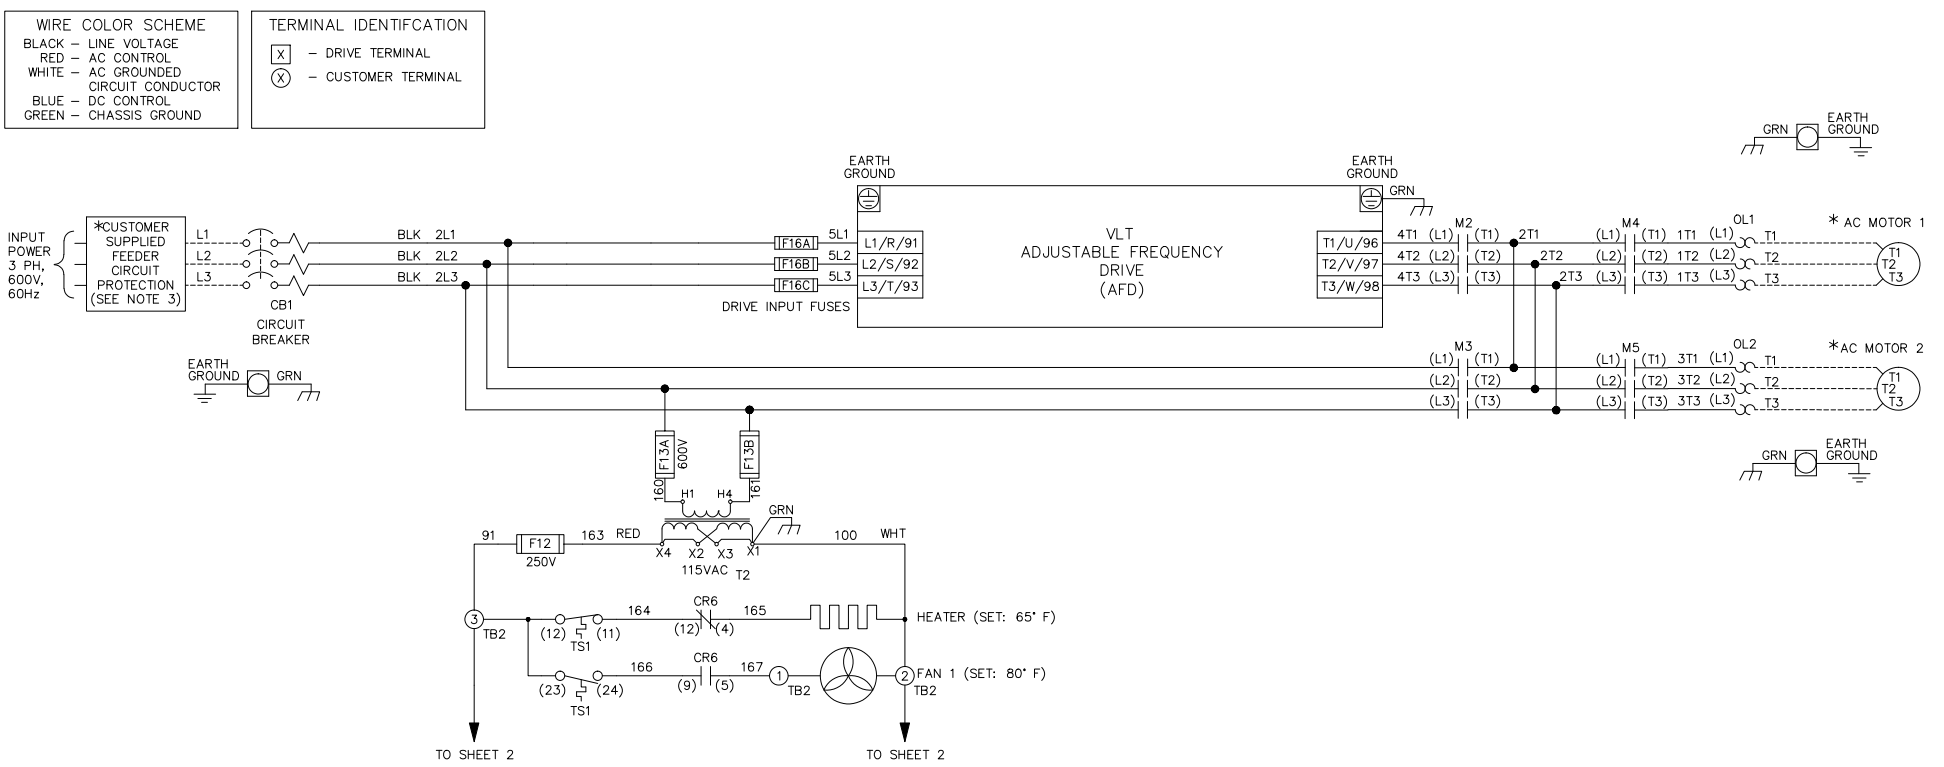 WIRE COLOR SCHEME
BLACK – LINE VOLTAGE
RED – AC CONTROL
WHITE – AC GROUNDED
CIRCUIT CONDUCTOR
BLUE – DC CONTROL
GREEN – CHASSIS GROUND
TERMINAL IDENTIFCATION
X – DRIVE TERMINAL
X – CUSTOMER TERMINAL
EARTH
GROUND
GRN
EARTH
GROUND
EARTH
GROUND
GRN
INPUT
POWER
3 PH,
600V,
60Hz
*CUSTOMER
SUPPLIED
FEEDER
CIRCUIT
PROTECTION
(SEE NOTE 3)
L1
L2
L3
CB1
CIRCUIT
BREAKER
BLK 2L1
BLK 2L2
BLK 2L3
F16A
F16B
F16C
DRIVE INPUT FUSES
5L1
5L2
5L3
L1/R/91
L2/S/92
L3/T/93
VLT
ADJUSTABLE FREQUENCY
DRIVE
(AFD)
T1/U/96
T2/V/97
T3/W/98
M2
4T1 (L1) (T1) 2T1
4T2 (L2) (T2) 2T2
4T3 (L3) (T3) 2T3
M4
(L1) (T1) 1T1 (L1)
(L2) (T2) 1T2 (L2)
(L3) (T3) 1T3 (L3)
OL1
T1
T2
T3
* AC MOTOR 1
T1
T2
T3
M3
(L1) (T1)
(L2) (T2)
(L3) (T3)
M5
(L1) (T1) 3T1 (L1)
(L2) (T2) 3T2 (L2)
(L3) (T3) 3T3 (L3)
OL2
T1
T2
T3
*AC MOTOR 2
T1
T2
T3
EARTH
GROUND
GRN
GRN
EARTH
GROUND
F13A
600V
F13B
160
161
H1 H4
GRN
91
F12
250V
163 RED
X4 X2 X3 X1
115VAC T2
100 WHT
3
TB2
(12) (11)
TS1
164
CR6
(12) (4)
165
HEATER (SET: 65° F)
(23) (24)
TS1
166
CR6
(9) (5)
167
1
TB2
2
TB2
FAN 1 (SET: 80° F)
TO SHEET 2
TO SHEET 2